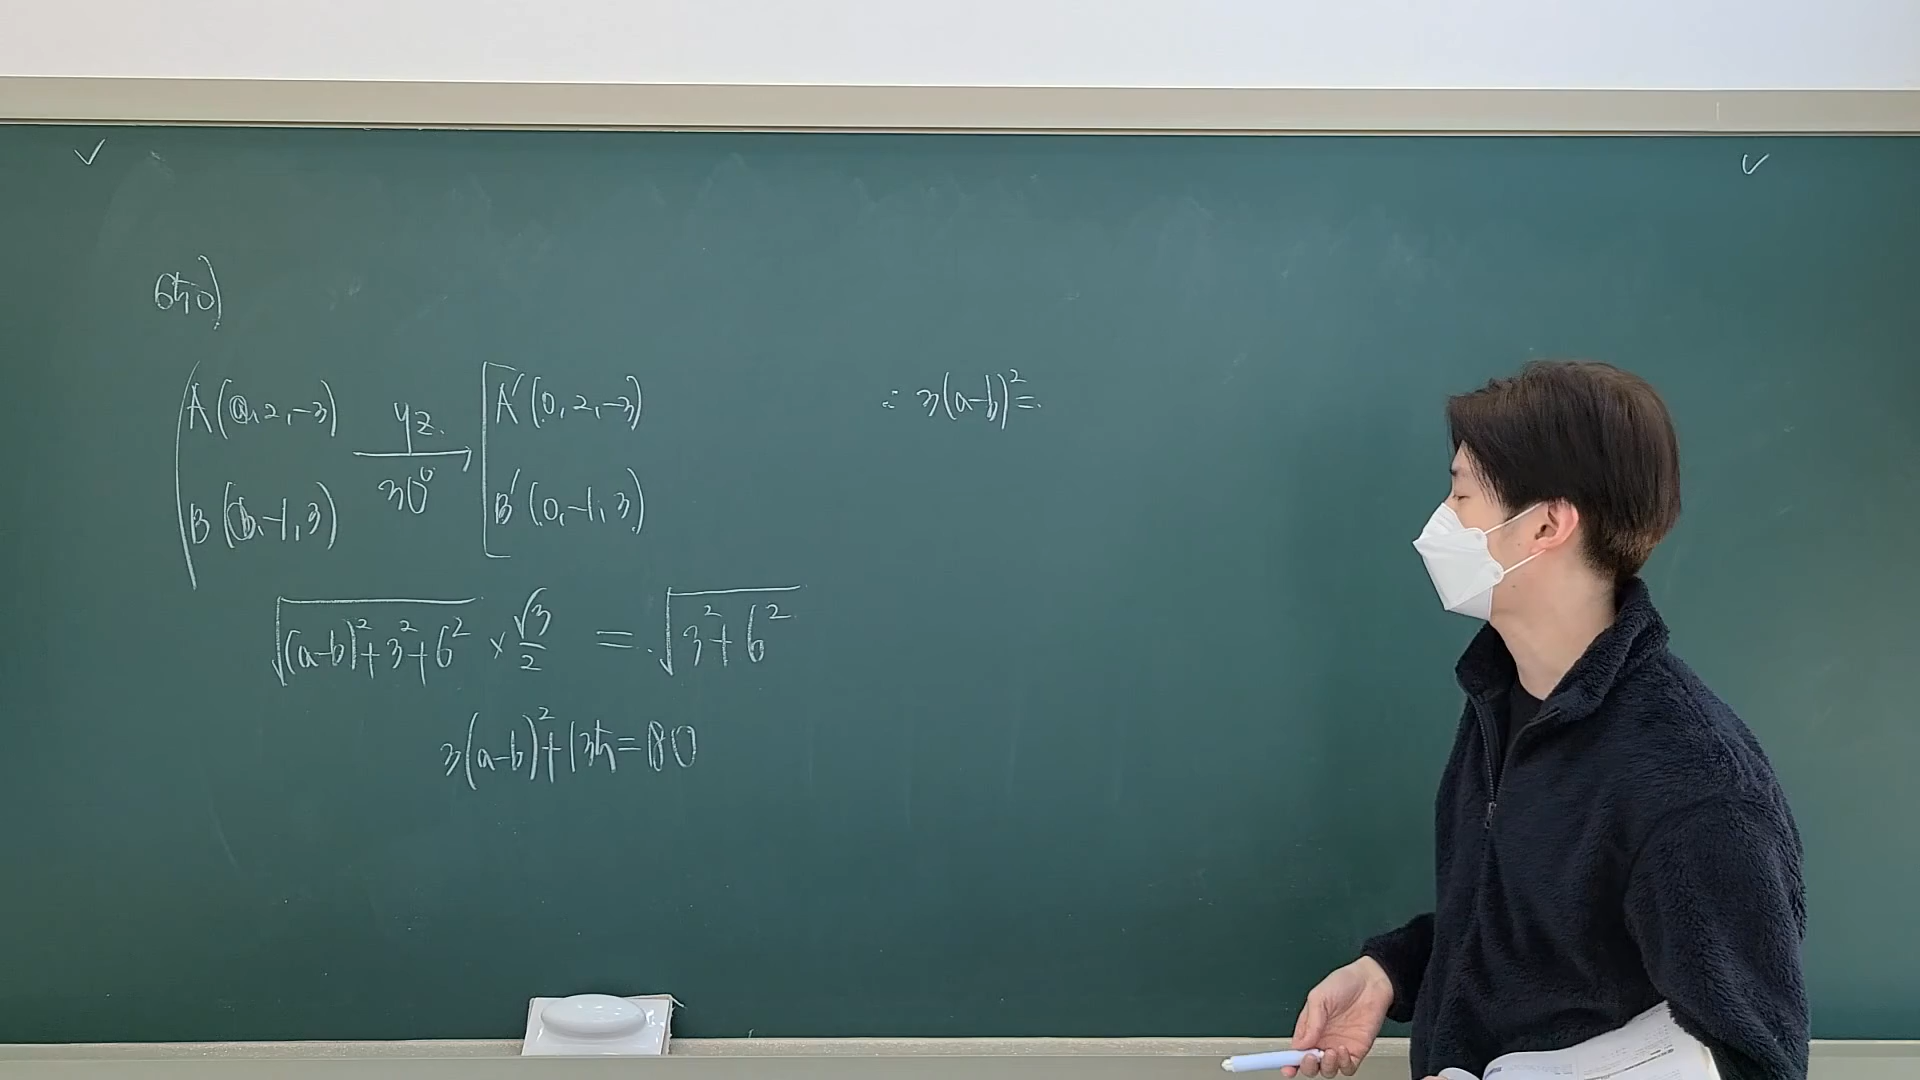 650)
A(a, 2, -3) yz A'(0, 2, -3)
30°
B(b, -1, 3) B'(0, -1, 3)
√((a-b)²+3²+6²) × √3/2 = √(3²+6²)
3(a-b)²+135=180
∴ 3(a-b)²=